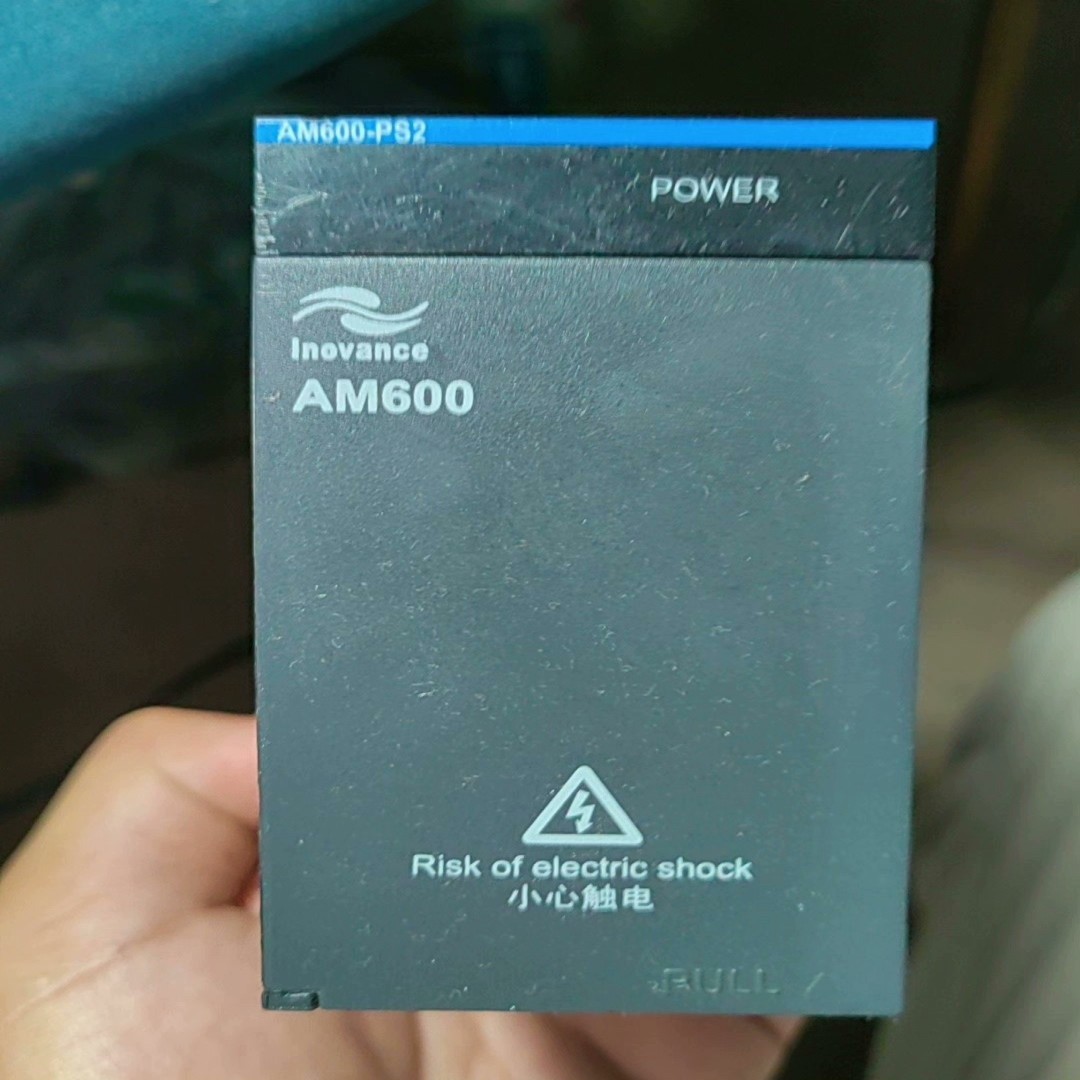 AM600-PS2
POWER
Inovance
AM600
Risk of electric shock
小心触电
PULL